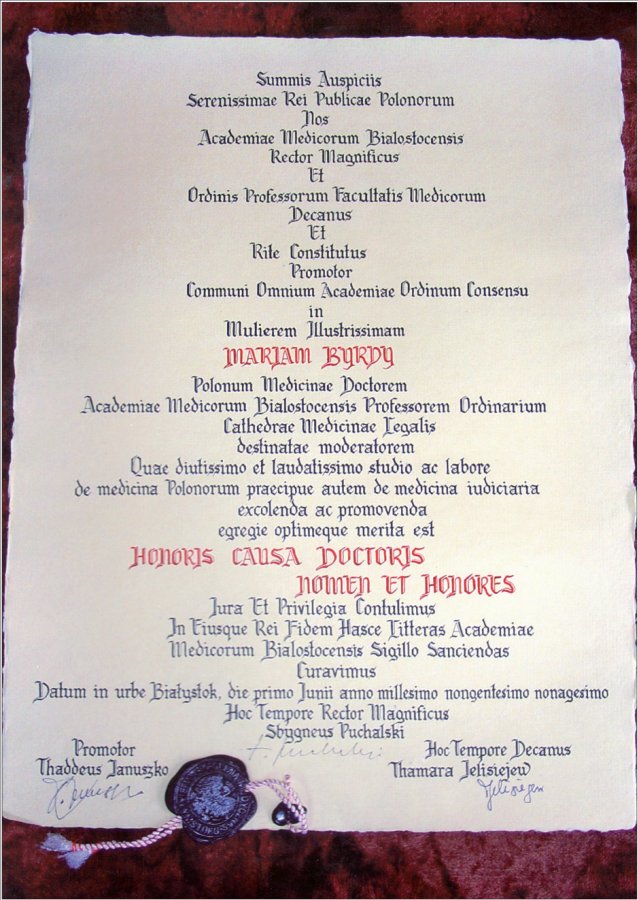 Summis Auspiciis
Serenissimae Rei Publicae Polonorum
Nos
Academiae Medicorum Bialostocensis
Rector Magnificus
Et
Ordinis Professorum Facultatis Medicorum
Decanus
Et
Rite Constitutus
Promotor
Communi Omnium Academiae Ordinum Consensu
in
Mulierem Illustrissimam
MARIAM BYRDY
Polonum Medicinae Doctorem
Academiae Medicorum Bialostocensis Professorem Ordinarium
Cathedrae Medicinae Legalis
destinatae moderatorem
Quae diutissimo et laudatissimo studio ac labore
de medicina Polonorum praecipue autem de medicina iudiciaria
excolenda ac promovenda
egregie optimeque merita est
HONORIS CAUSA DOCTORIS
NOMEN ET HONORES
Jura Et Privilegia Contulimus
In Eiusque Rei Fidem Hasce Litteras Academiae
Medicorum Bialostocensis Sigillo Sanciendas
Curavimus
Datum in urbe Białystok, die primo Junii anno millesimo nongentesimo nonagesimo
Hoc Tempore Rector Magnificus
Sbygneus Puchalski
Promotor
Thaddeus Januszko
Hoc Tempore Decanus
Thamara Jelisiejew